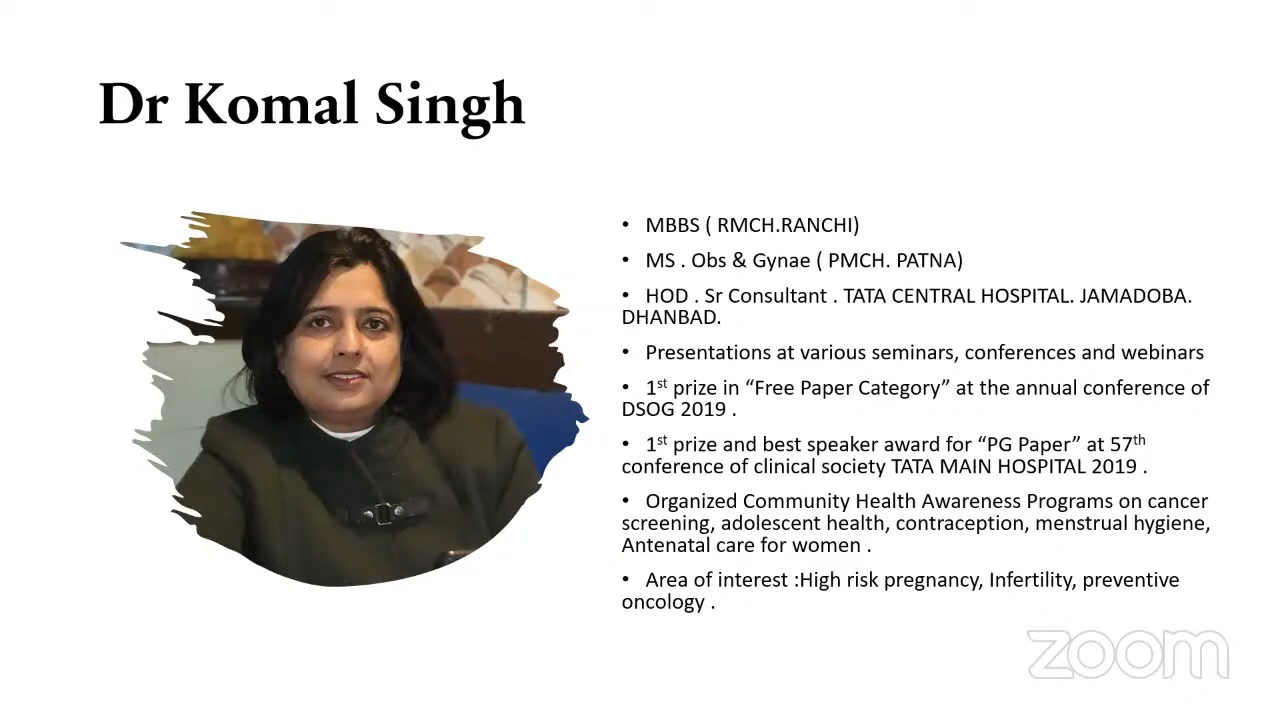 Dr Komal Singh
• MBBS ( RMCH.RANCHI)
• MS . Obs & Gynae ( PMCH. PATNA)
• HOD . Sr Consultant . TATA CENTRAL HOSPITAL. JAMADOBA.
DHANBAD.
• Presentations at various seminars, conferences and webinars
• 1st prize in “Free Paper Category” at the annual conference of
DSOG 2019 .
• 1st prize and best speaker award for “PG Paper” at 57th
conference of clinical society TATA MAIN HOSPITAL 2019 .
• Organized Community Health Awareness Programs on cancer
screening, adolescent health, contraception, menstrual hygiene,
Antenatal care for women .
• Area of interest :High risk pregnancy, Infertility, preventive
oncology .
zoom